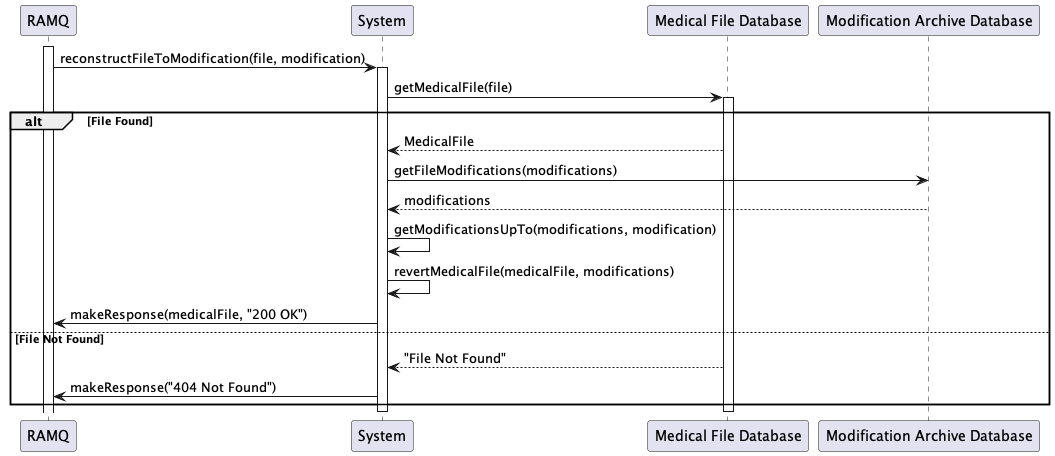 RAMQ System Medical File Database Modification Archive Database
reconstructFileToModification(file, modification)
getMedicalFile(file)
alt [File Found]
MedicalFile
getFileModifications(modifications)
modifications
getModificationsUpTo(modifications, modification)
revertMedicalFile(medicalFile, modifications)
makeResponse(medicalFile, "200 OK")
[File Not Found]
"File Not Found"
makeResponse("404 Not Found")
RAMQ System Medical File Database Modification Archive Database